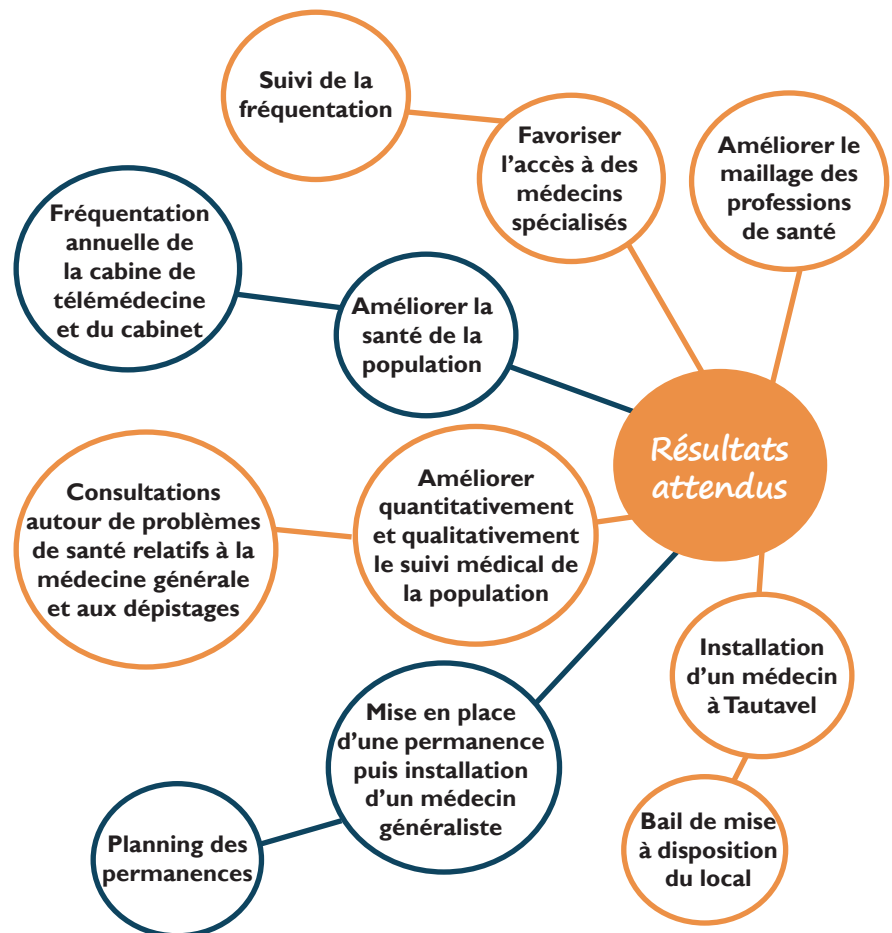 Suivi de la
fréquentation
Favoriser
l'accès à des
médecins
spécialisés
Améliorer le
maillage des
professions
de santé
Fréquentation
annuelle de
la cabine de
télémédecine
et du cabinet
Améliorer la
santé de la
population
Résultats
attendus
Consultations
autour de problèmes
de santé relatifs à la
médecine générale
et aux dépistages
Améliorer
quantitativement
et qualitativement
le suivi médical de
la population
Installation
d'un médecin
à Tautavel
Mise en place
d'une permanence
puis installation
d'un médecin
généraliste
Planning des
permanences
Bail de mise
à disposition
du local